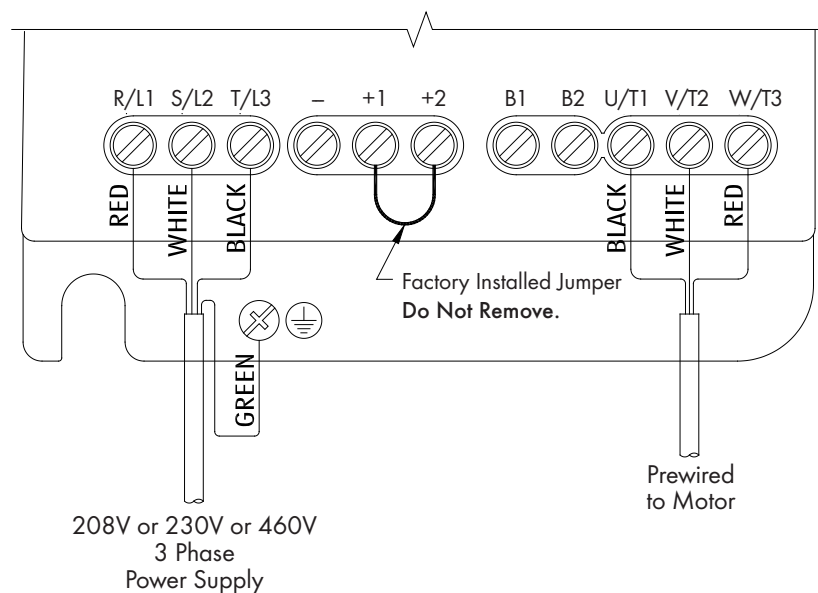 R/L1 S/L2 T/L3 – +1 +2 B1 B2 U/T1 V/T2 W/T3
RED
WHITE
BLACK
BLACK
WHITE
RED
Factory Installed Jumper
Do Not Remove.
GREEN
Prewired
to Motor
208V or 230V or 460V
3 Phase
Power Supply